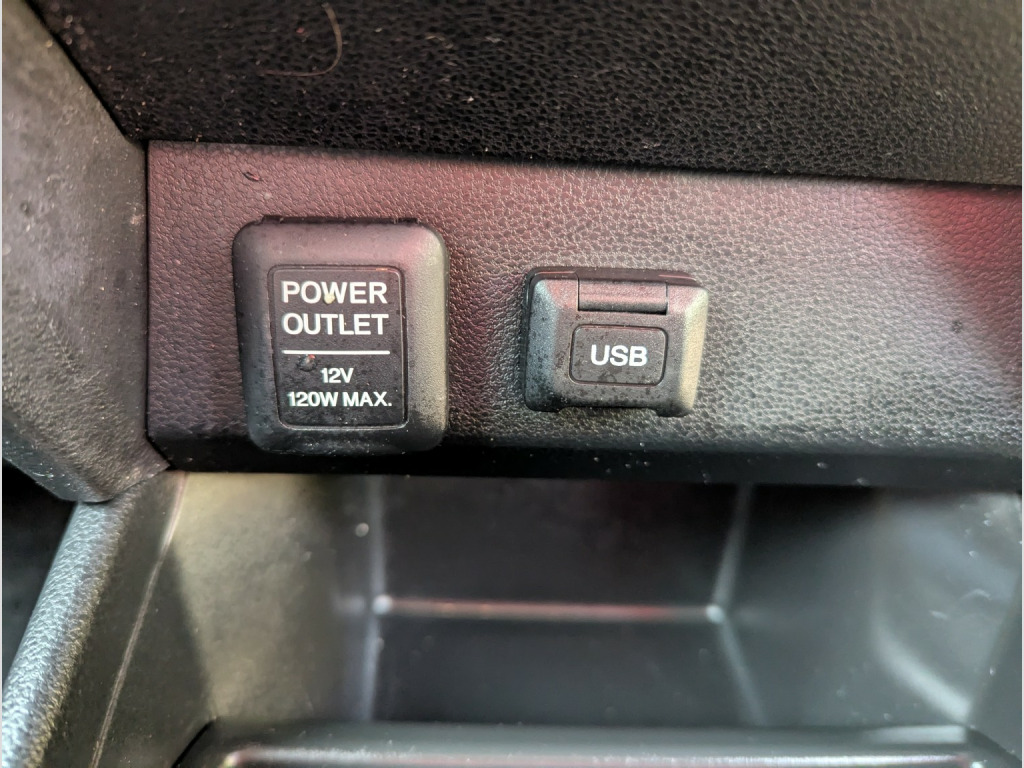 POWER
OUTLET
12V
120W MAX.
USB